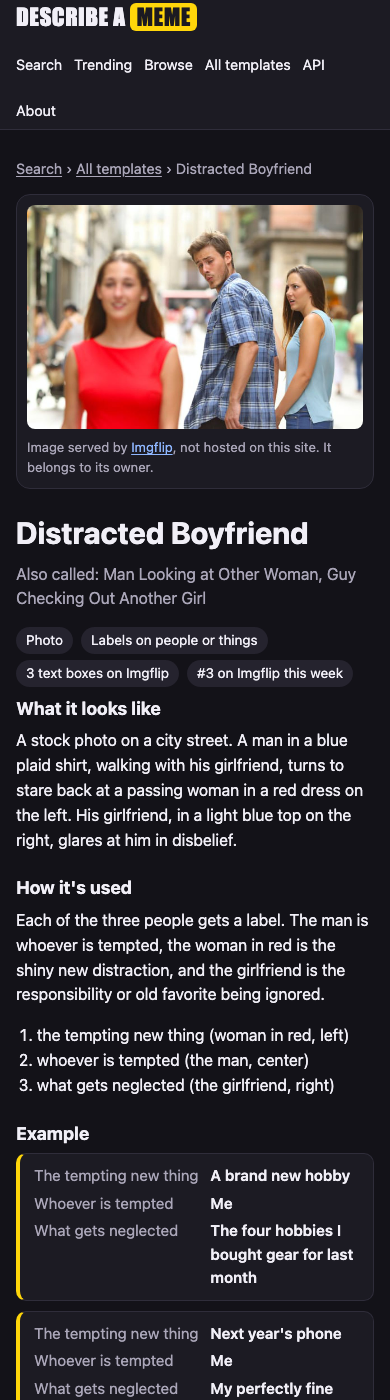 DESCRIBE A MEME
Search Trending Browse All templates API
About
Search › All templates › Distracted Boyfriend
Image served by Imgflip, not hosted on this site. It
belongs to its owner.
Distracted Boyfriend
Also called: Man Looking at Other Woman, Guy
Checking Out Another Girl
Photo Labels on people or things
3 text boxes on Imgflip #3 on Imgflip this week
What it looks like
A stock photo on a city street. A man in a blue
plaid shirt, walking with his girlfriend, turns to
stare back at a passing woman in a red dress on
the left. His girlfriend, in a light blue top on the
right, glares at him in disbelief.
How it's used
Each of the three people gets a label. The man is
whoever is tempted, the woman in red is the
shiny new distraction, and the girlfriend is the
responsibility or old favorite being ignored.
1. the tempting new thing (woman in red, left)
2. whoever is tempted (the man, center)
3. what gets neglected (the girlfriend, right)
Example
The tempting new thing A brand new hobby
Whoever is tempted Me
What gets neglected The four hobbies I
bought gear for last
month
The tempting new thing Next year's phone
Whoever is tempted Me
What gets neglected My perfectly fine